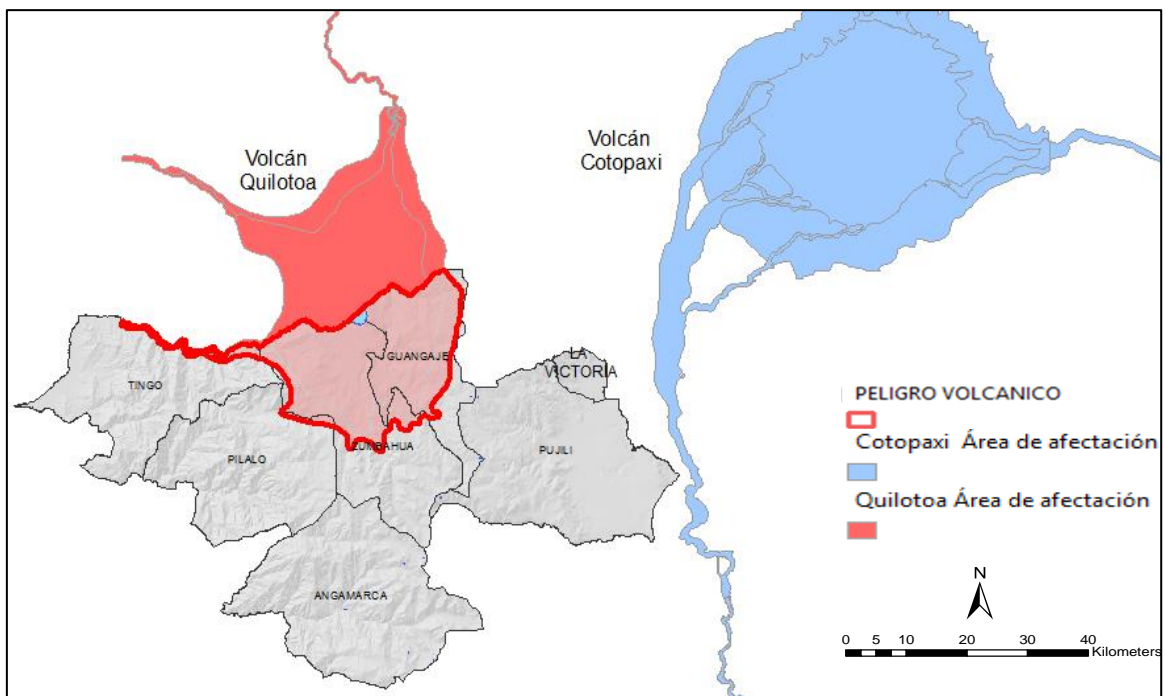 Volcán
Quilotoa
Volcán
Cotopaxi
GUANGAJE
LA
VICTORIA
TINGO
ZUMBAHUA
PILALO
PUJILI
ANGAMARCA
PELIGRO VOLCANICO
Cotopaxi Área de afectación
Quilotoa Área de afectación
N
0 5 10 20 30 40
Kilometers